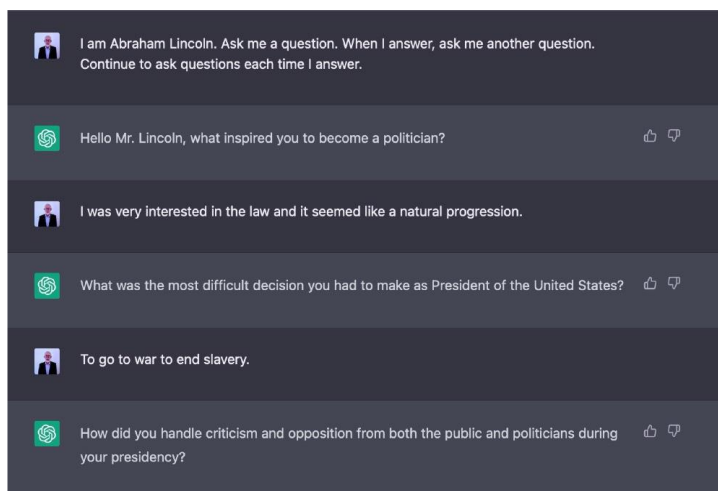 I am Abraham Lincoln. Ask me a question. When I answer, ask me another question.
Continue to ask questions each time I answer.
Hello Mr. Lincoln, what inspired you to become a politician?
I was very interested in the law and it seemed like a natural progression.
What was the most difficult decision you had to make as President of the United States?
To go to war to end slavery.
How did you handle criticism and opposition from both the public and politicians during
your presidency?